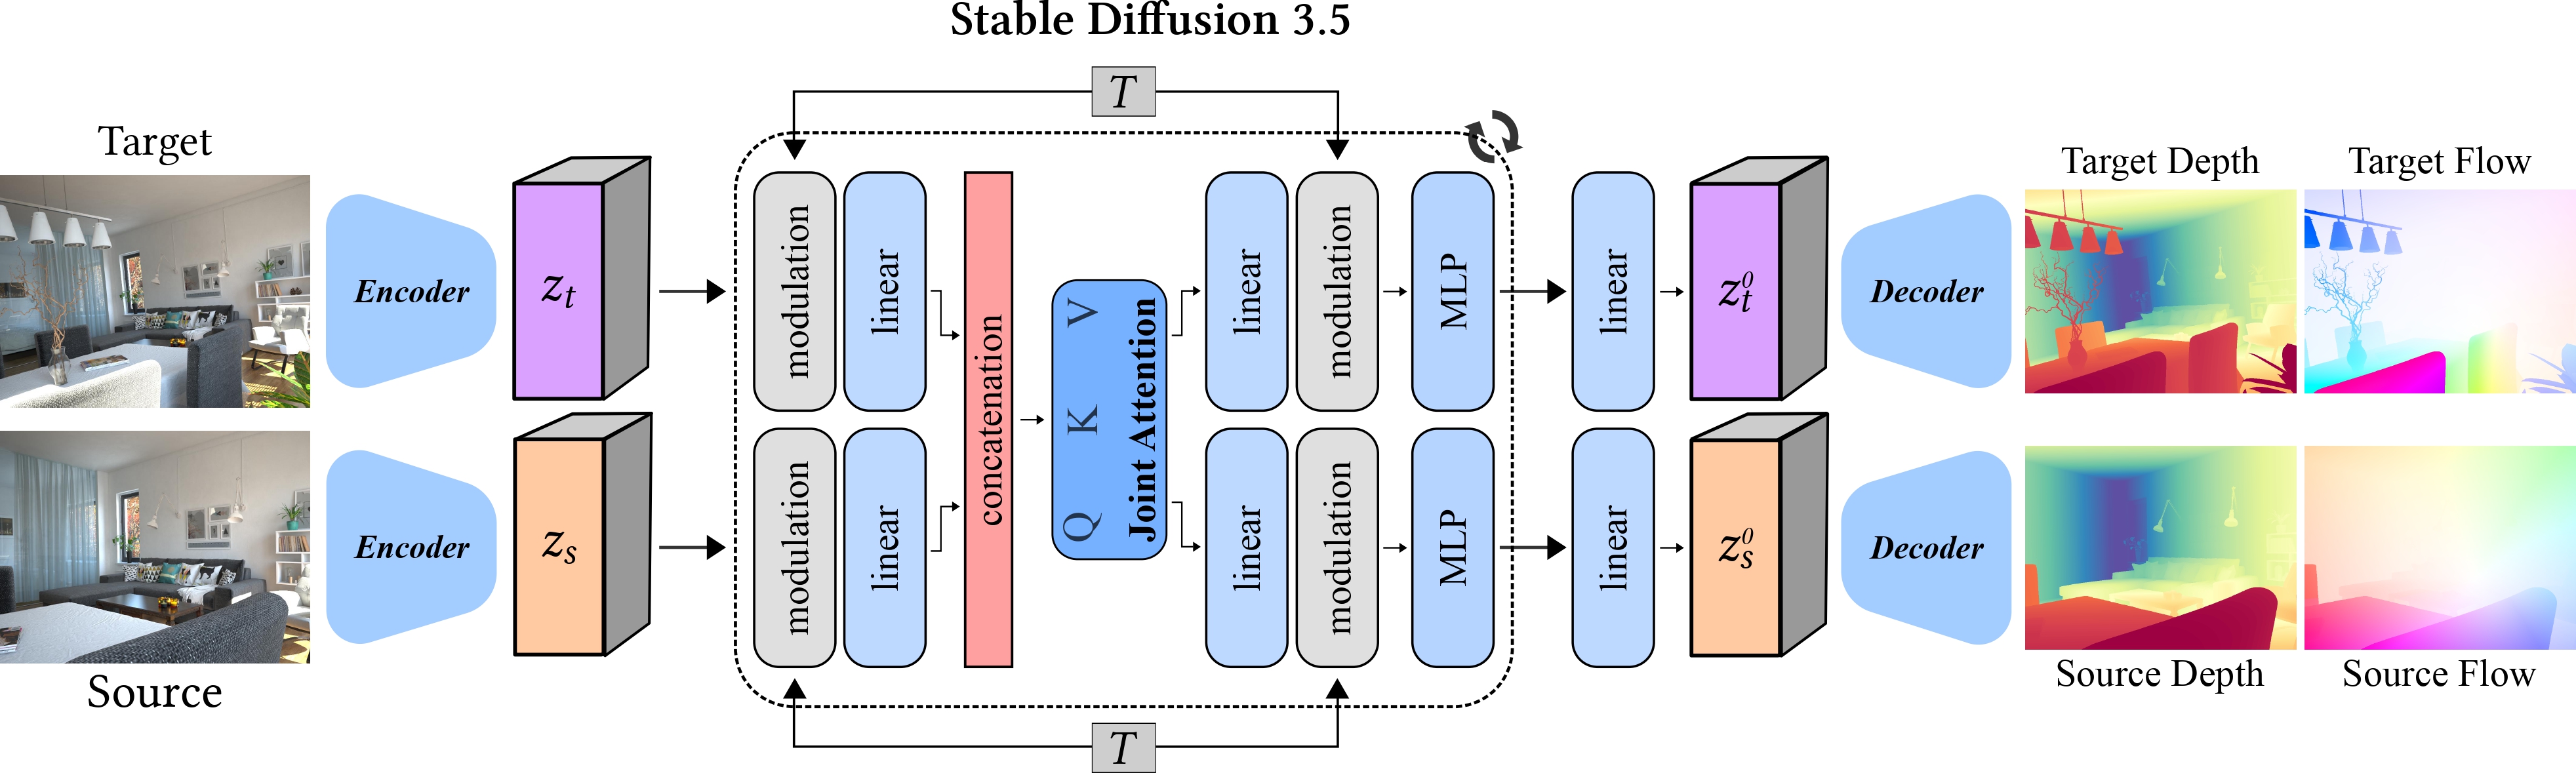 Stable Diffusion 3.5
T
Target
Encoder
z_t
modulation
linear
concatenation
Q K V
Joint Attention
linear
modulation
MLP
linear
z_t^0
Decoder
Target Depth
Target Flow
Source
Encoder
z_s
modulation
linear
linear
modulation
MLP
linear
z_s^0
Decoder
Source Depth
Source Flow
T